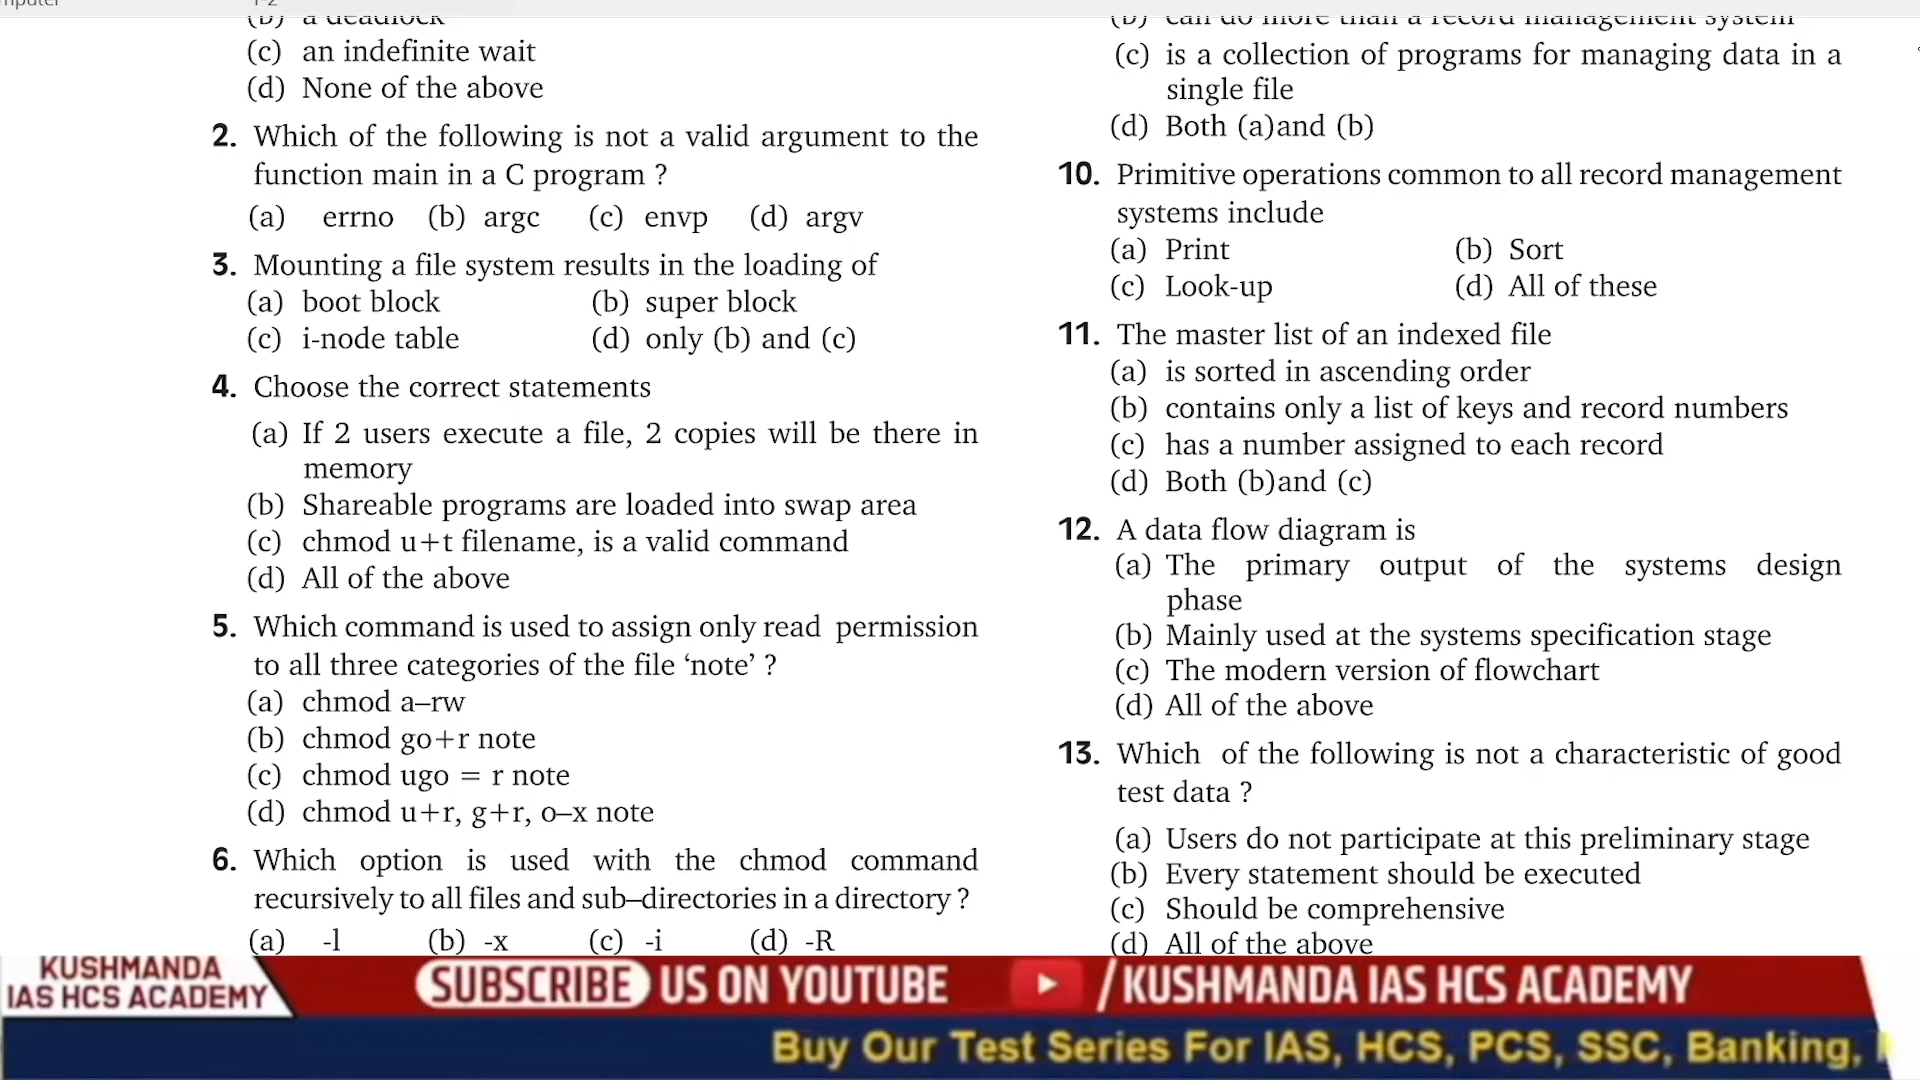 (b) a deadlock
(c) an indefinite wait
(d) None of the above
2. Which of the following is not a valid argument to the
function main in a C program ?
(a) errno (b) argc (c) envp (d) argv
3. Mounting a file system results in the loading of
(a) boot block (b) super block
(c) i-node table (d) only (b) and (c)
4. Choose the correct statements
(a) If 2 users execute a file, 2 copies will be there in
memory
(b) Shareable programs are loaded into swap area
(c) chmod u+t filename, is a valid command
(d) All of the above
5. Which command is used to assign only read permission
to all three categories of the file ‘note’ ?
(a) chmod a–rw
(b) chmod go+r note
(c) chmod ugo = r note
(d) chmod u+r, g+r, o–x note
6. Which option is used with the chmod command
recursively to all files and sub–directories in a directory ?
(a) -l (b) -x (c) -i (d) -R
(b) can do more than a record management system
(c) is a collection of programs for managing data in a
single file
(d) Both (a)and (b)
10. Primitive operations common to all record management
systems include
(a) Print (b) Sort
(c) Look-up (d) All of these
11. The master list of an indexed file
(a) is sorted in ascending order
(b) contains only a list of keys and record numbers
(c) has a number assigned to each record
(d) Both (b)and (c)
12. A data flow diagram is
(a) The primary output of the systems design
phase
(b) Mainly used at the systems specification stage
(c) The modern version of flowchart
(d) All of the above
13. Which of the following is not a characteristic of good
test data ?
(a) Users do not participate at this preliminary stage
(b) Every statement should be executed
(c) Should be comprehensive
(d) All of the above
KUSHMANDA
IAS HCS ACADEMY
SUBSCRIBE US ON YOUTUBE /KUSHMANDA IAS HCS ACADEMY
Buy Our Test Series For IAS, HCS, PCS, SSC, Banking,